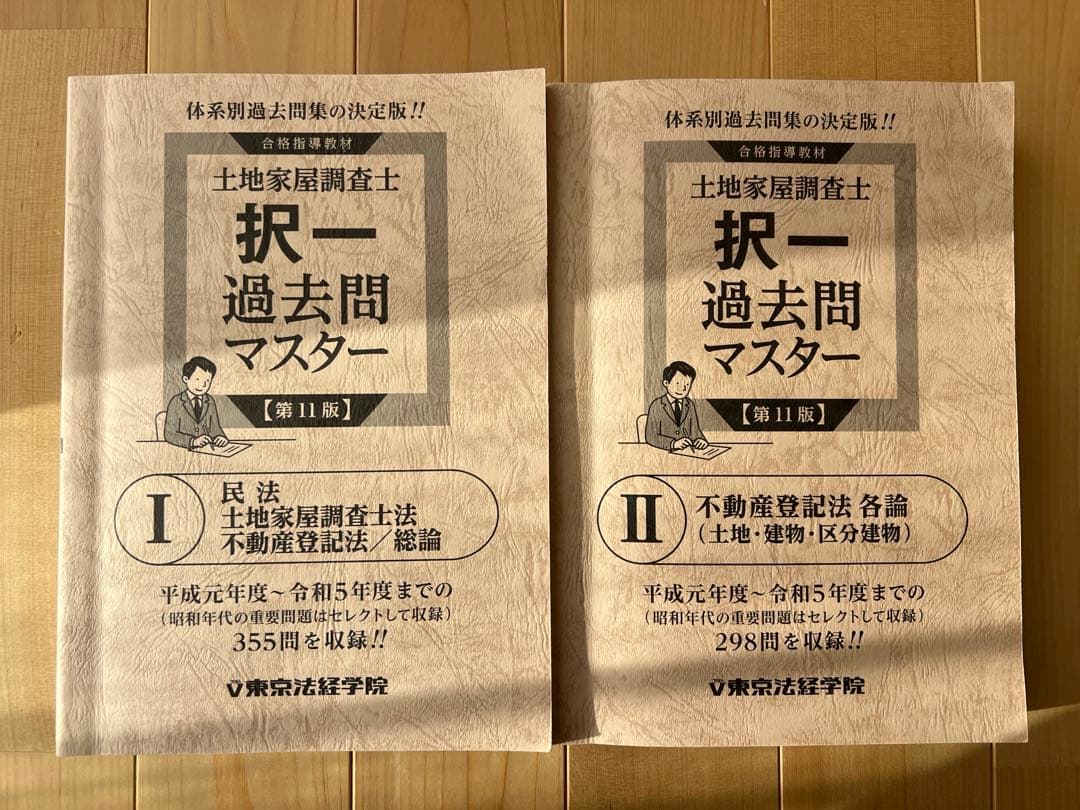 体系別過去問集の決定版!!
合格指導教材
土地家屋調査士
択一
過去問
マスター
【第11版】
I
民法
土地家屋調査士法
不動産登記法／総論
平成元年度～令和5年度までの
(昭和年代の重要問題はセレクトして収録)
355問を収録!!
東京法経学院
体系別過去問集の決定版!!
合格指導教材
土地家屋調査士
択一
過去問
マスター
【第11版】
II
不動産登記法 各論
(土地・建物・区分建物)
平成元年度～令和5年度までの
(昭和年代の重要問題はセレクトして収録)
298問を収録!!
東京法経学院